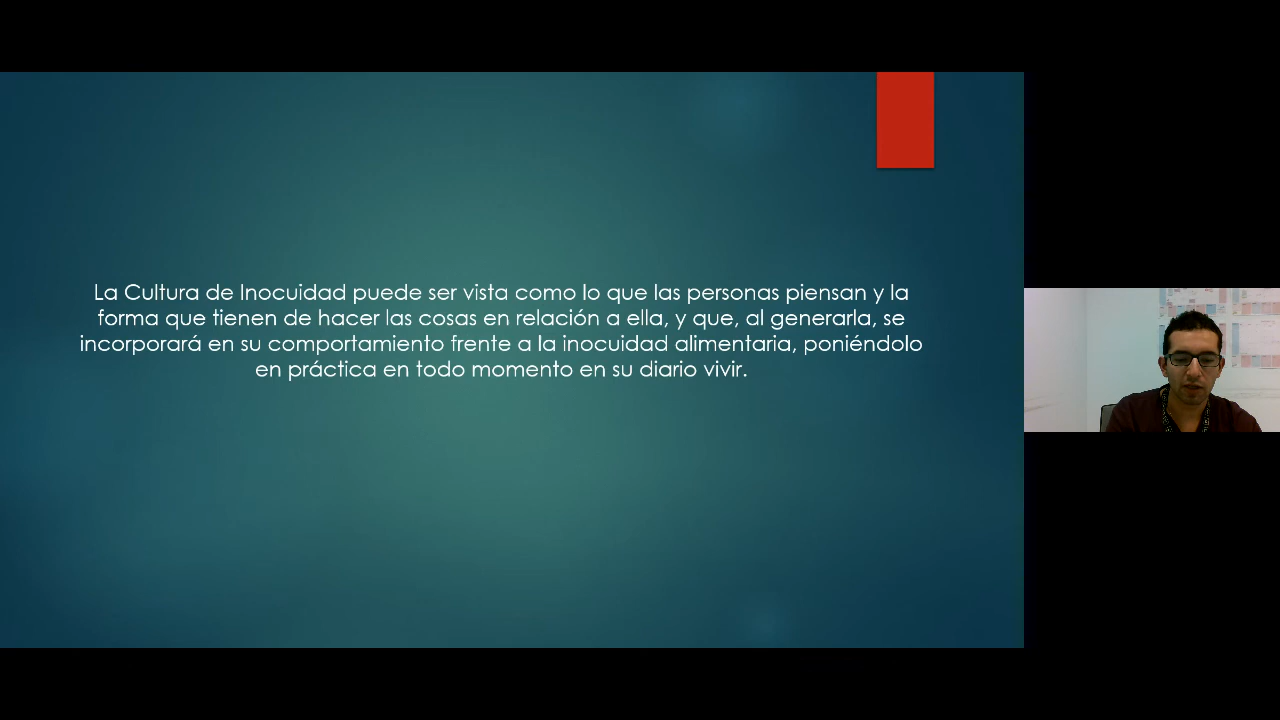 La Cultura de Inocuidad puede ser vista como lo que las personas piensan y la
forma que tienen de hacer las cosas en relación a ella, y que, al generarla, se
incorporará en su comportamiento frente a la inocuidad alimentaria, poniéndolo
en práctica en todo momento en su diario vivir.